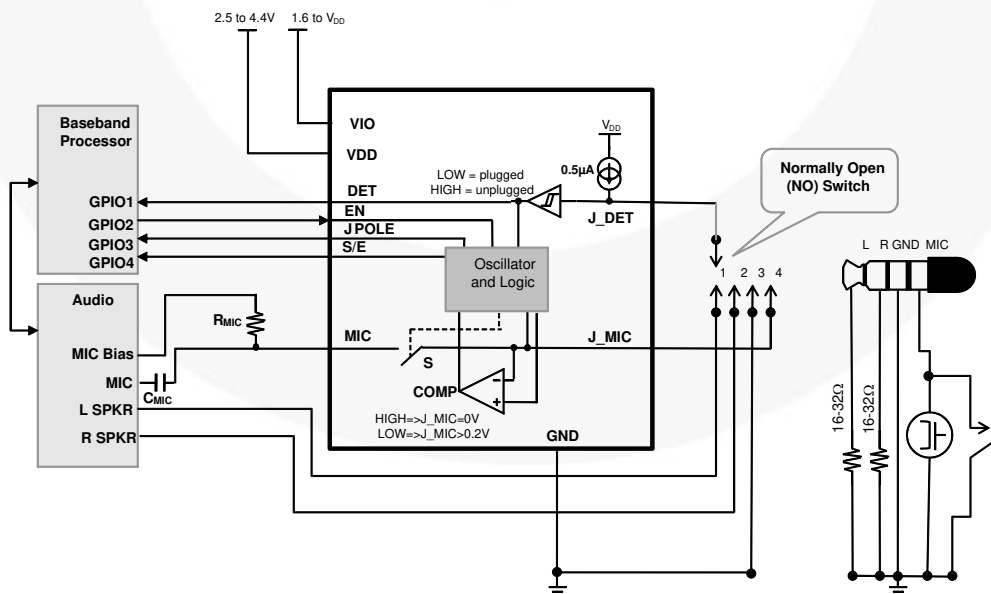 2.5 to 4.4V
1.6 to VDD
Baseband
Processor
GPIO1
GPIO2
GPIO3
GPIO4
Audio
MIC Bias
MIC
L SPKR
R SPKR
RMIC
CMIC
VIO
VDD
DET
EN
JPOLE
S/E
MIC
LOW = plugged
HIGH = unplugged
VDD
0.5µA
J_DET
Oscillator
and Logic
S
J_MIC
COMP
-
+
HIGH=>J_MIC=0V
LOW=>J_MIC>0.2V
GND
Normally Open
(NO) Switch
1 2 3 4
L R GND MIC
16-32Ω
16-32Ω